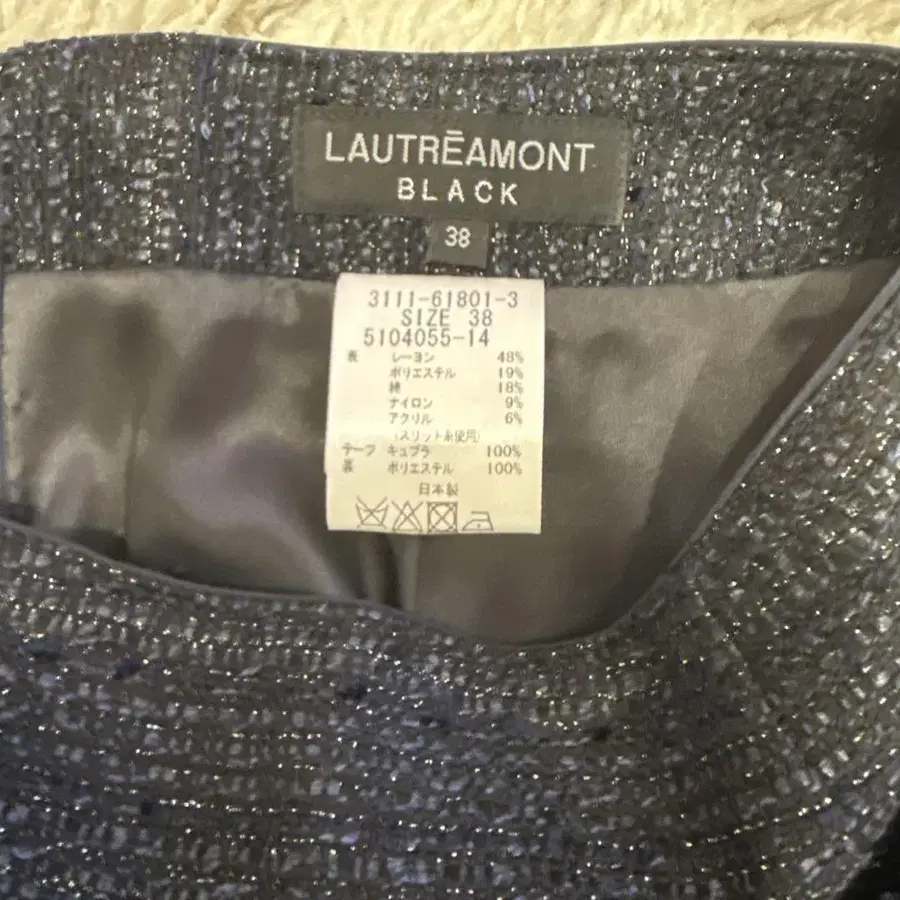 LAUTRĒAMONT
BLACK
38
3111-61801-3
SIZE 38
5104055-14
表 レーヨン 48%
ポリエステル 19%
綿 18%
ナイロン 9%
アクリル 6%
(スリット糸使用)
テープ キュプラ 100%
裏 ポリエステル 100%
日本製